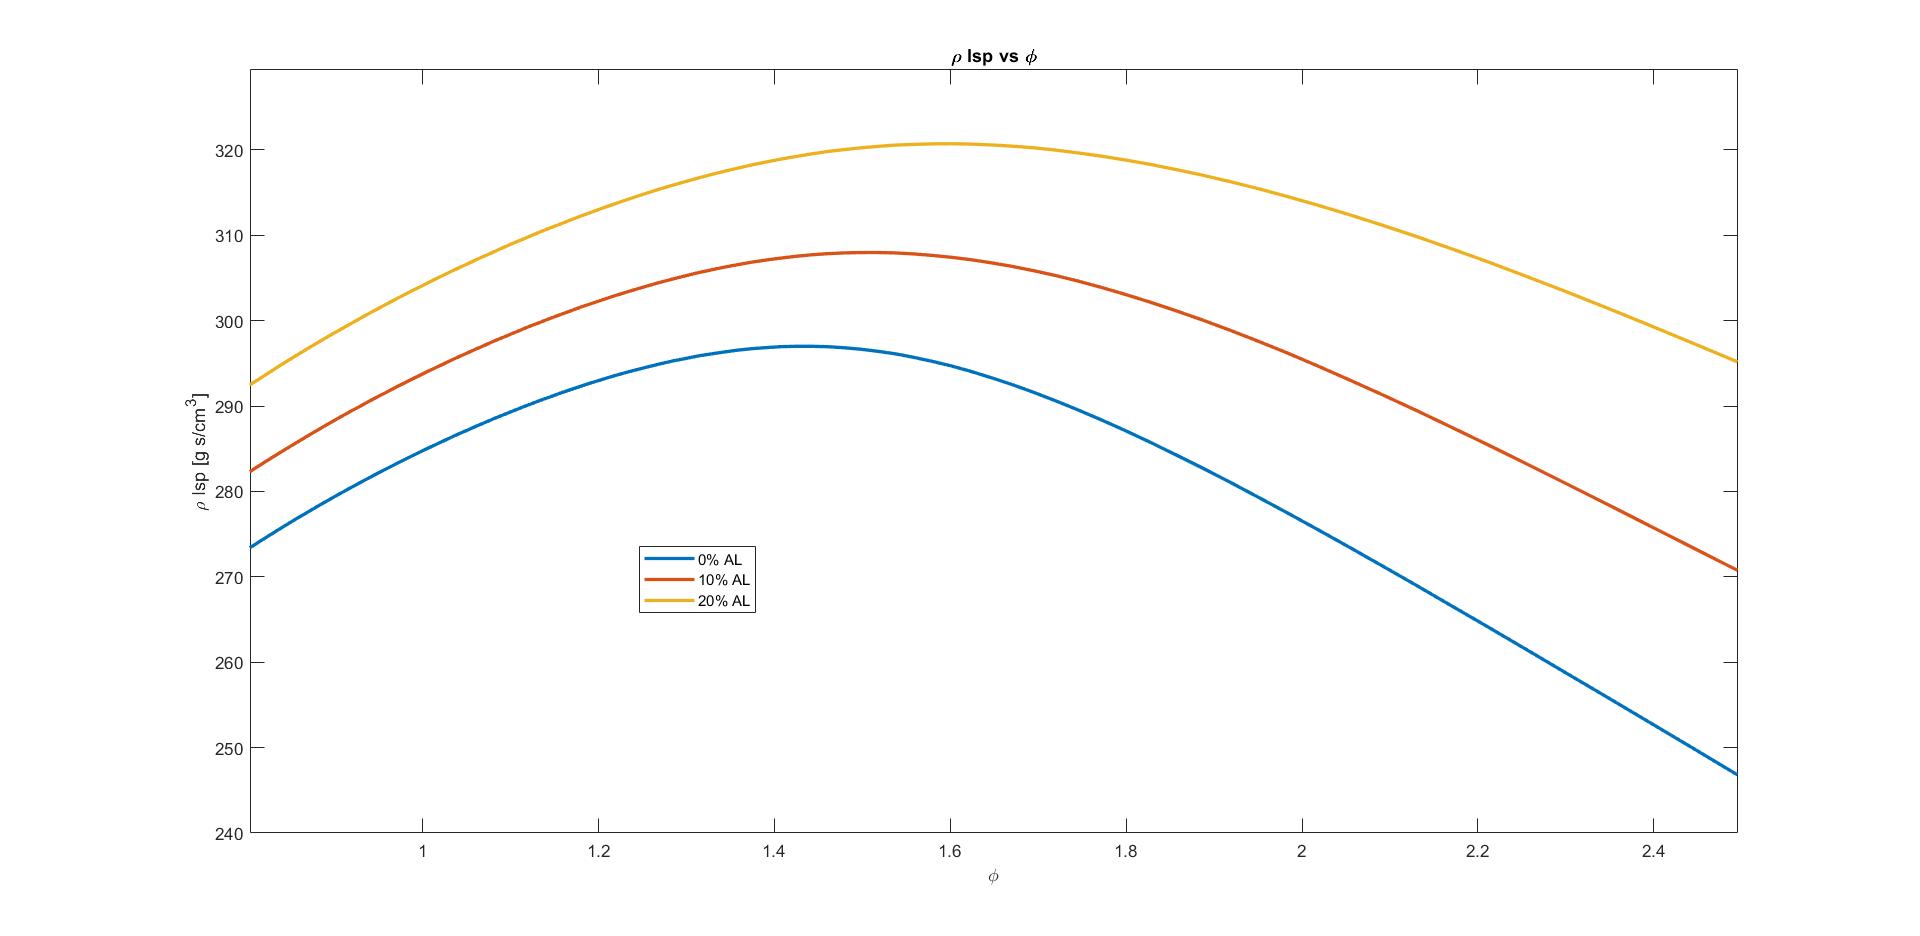 ρ Isp vs ϕ
320
310
300
290
280
270
260
250
240
ρ Isp [g s/cm³]
0% AL
10% AL
20% AL
1 1.2 1.4 1.6 1.8 2 2.2 2.4
ϕ